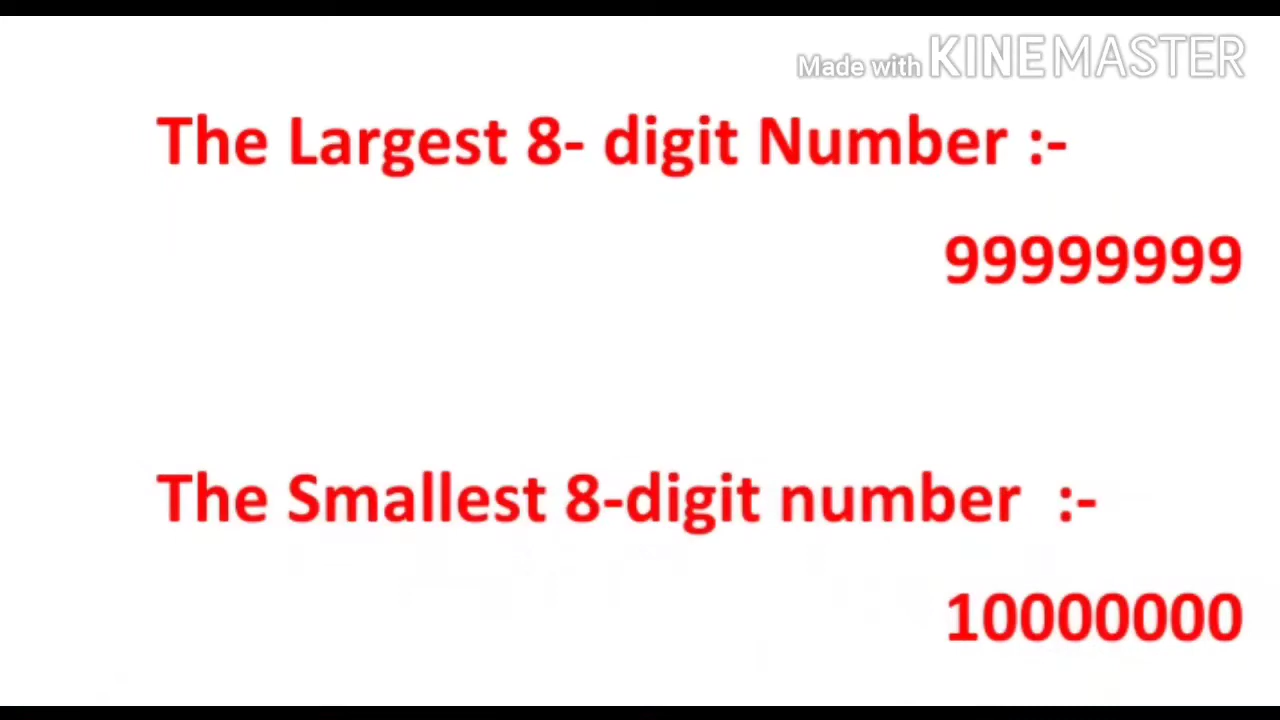 Made with KINEMASTER
The Largest 8- digit Number :-
99999999
The Smallest 8-digit number :-
10000000